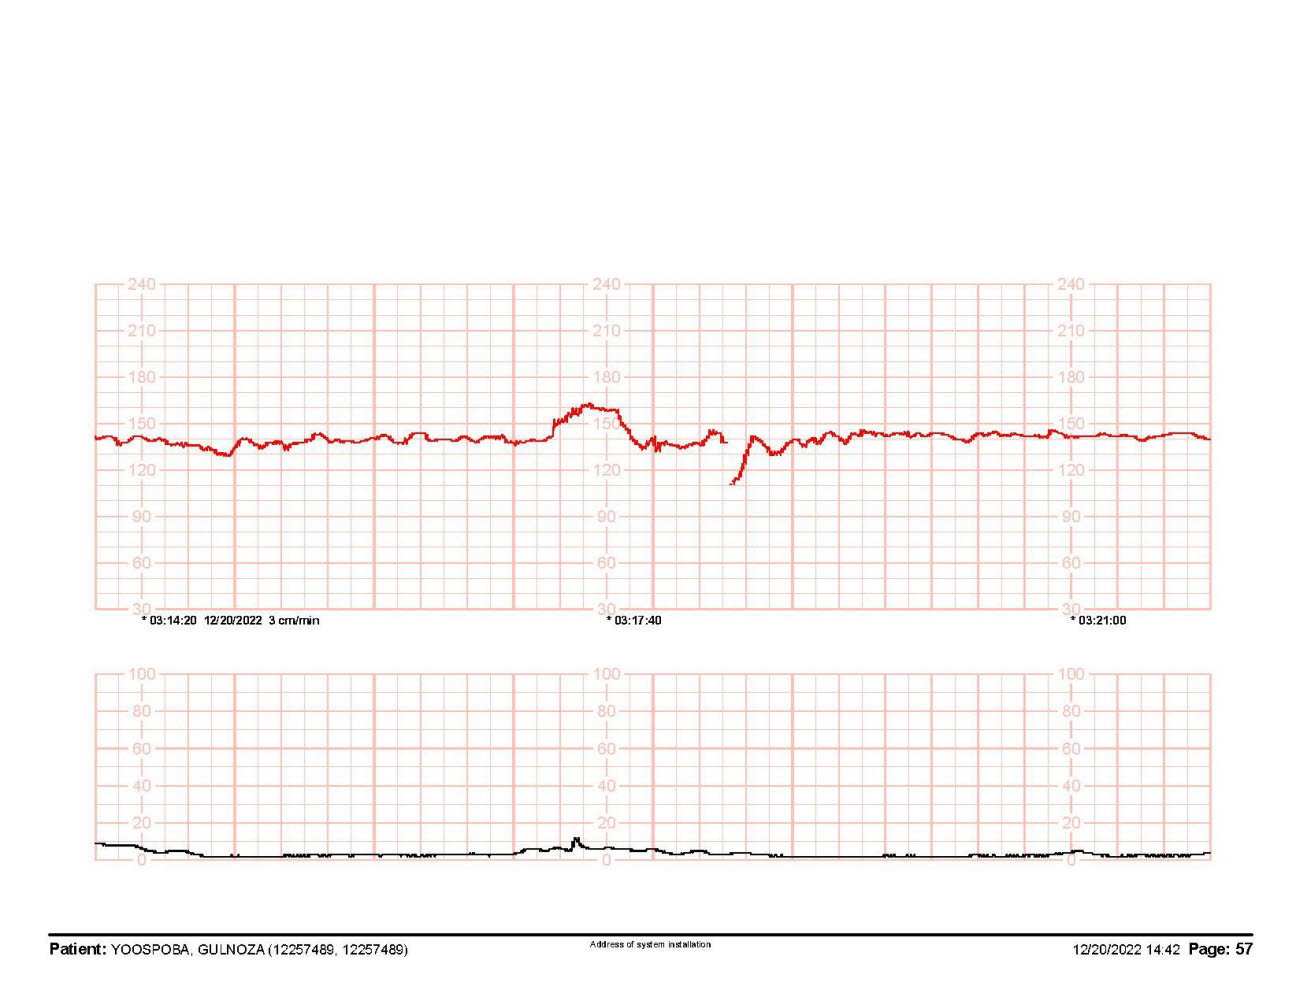 240 240 240
210 210 210
180 180 180
150 150 150
120 120 120
90 90 90
60 60 60
30 30 30
* 03:14:20 12/20/2022 3 cm/min * 03:17:40 * 03:21:00
100 100 100
80 80 80
60 60 60
40 40 40
20 20 20
0 0 0
Patient: YOOSPOBA, GULNOZA (12257489, 12257489) Address of system installation 12/20/2022 14:42 Page: 57